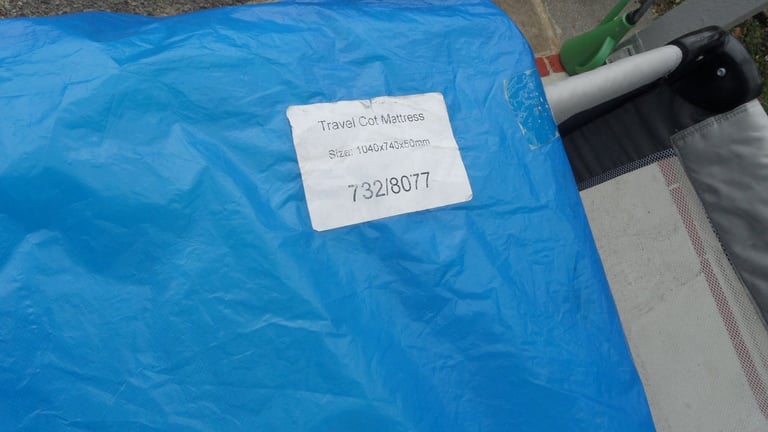 Travel Cot Mattress
Size: 1040x740x50mm
732/8077